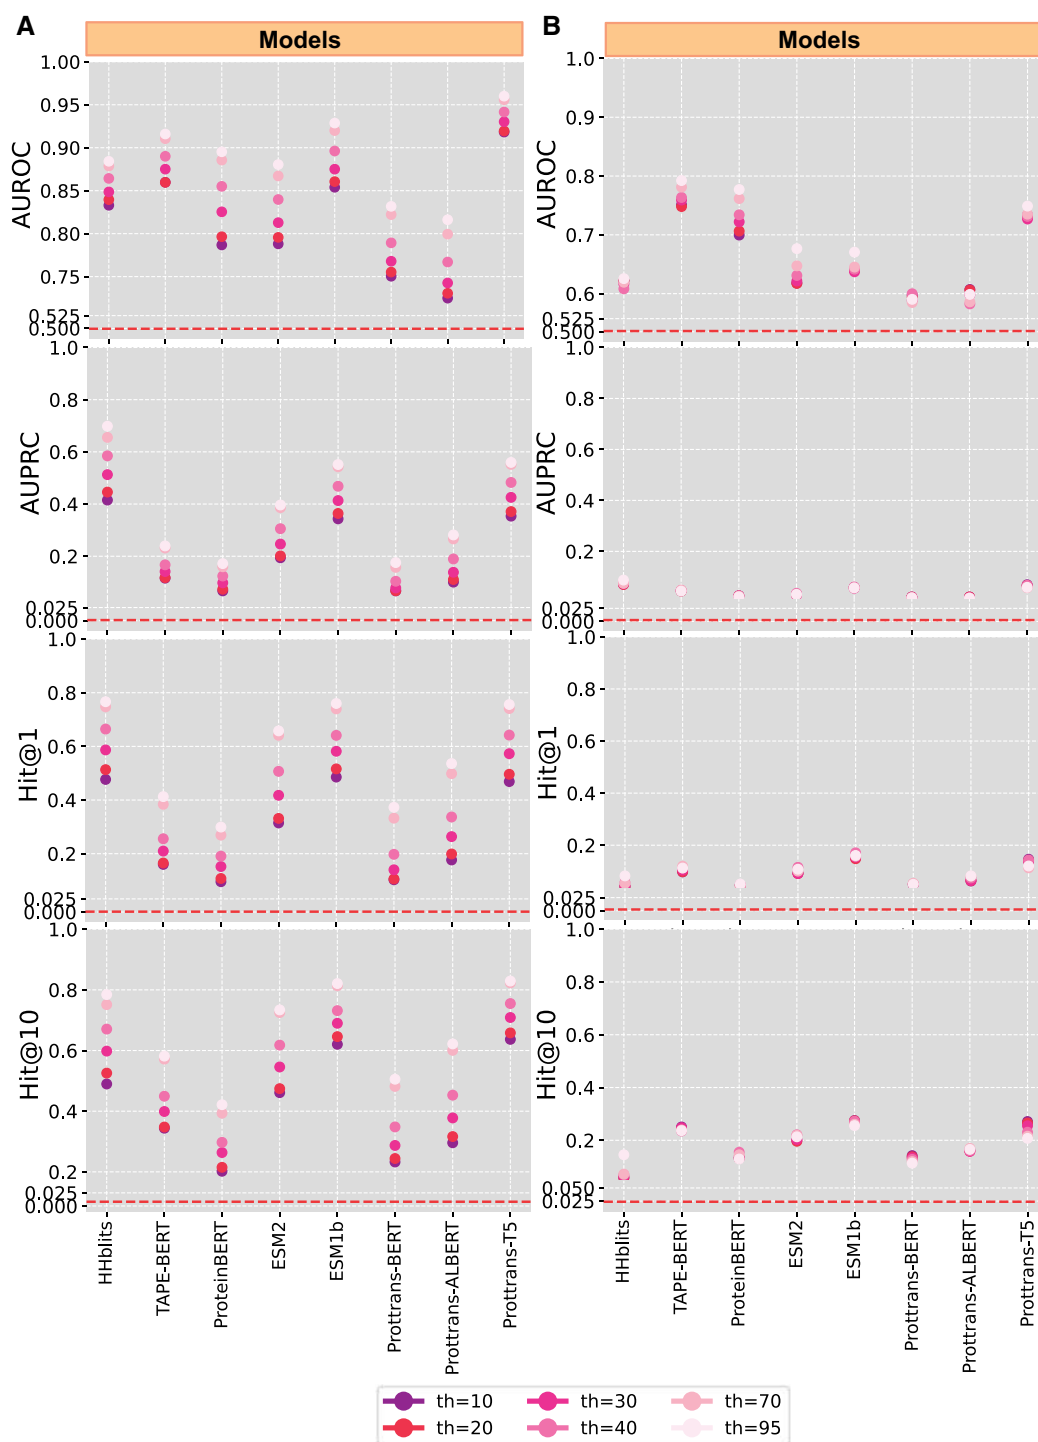 A
Models
B
Models
AUROC
1.00
0.95
0.90
0.85
0.80
0.75
0.525
0.500
AUROC
1.0
0.9
0.8
0.7
0.6
0.525
0.500
AUPRC
1.0
0.8
0.6
0.4
0.2
0.025
0.000
AUPRC
1.0
0.8
0.6
0.4
0.2
0.025
0.000
Hit@1
1.0
0.8
0.6
0.4
0.2
0.025
0.000
Hit@1
1.0
0.8
0.6
0.4
0.2
0.025
0.000
Hit@10
1.0
0.8
0.6
0.4
0.2
0.025
0.000
Hit@10
1.0
0.8
0.6
0.4
0.2
0.050
0.025
HHblits
TAPE-BERT
ProteinBERT
ESM2
ESM1b
Prottrans-BERT
Prottrans-ALBERT
Prottrans-T5
HHblits
TAPE-BERT
ProteinBERT
ESM2
ESM1b
Prottrans-BERT
Prottrans-ALBERT
Prottrans-T5
th=10
th=30
th=70
th=20
th=40
th=95